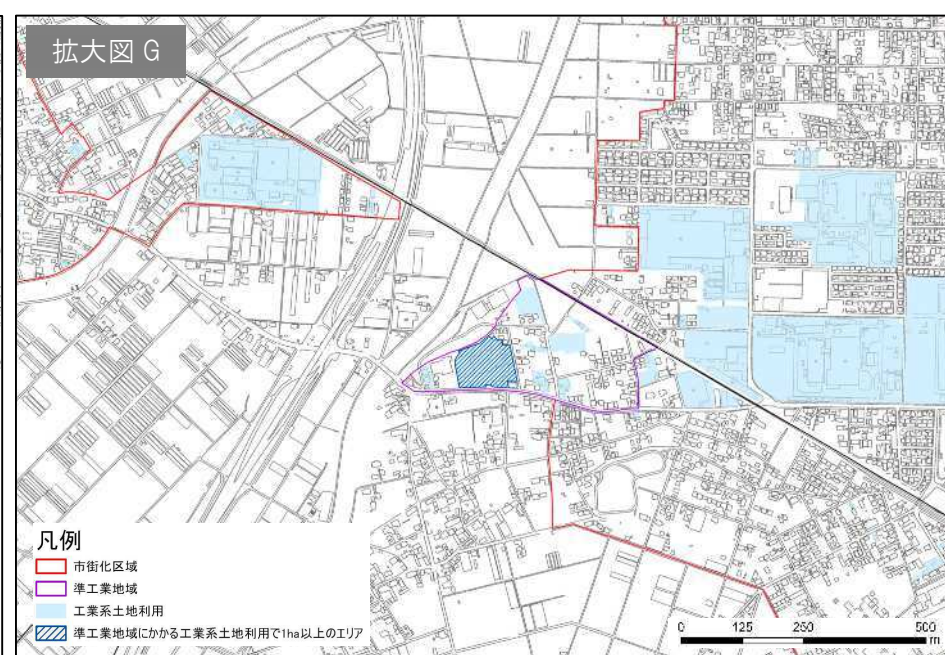 拡大図 G
凡例
市街化区域
準工業地域
工業系土地利用
準工業地域にかかる工業系土地利用で1ha以上のエリア
0 125 250 500
m